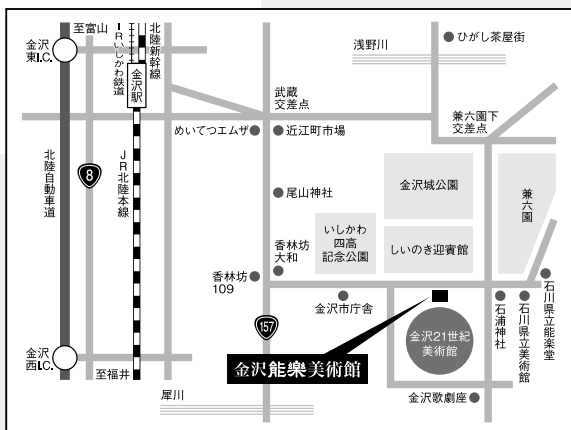 至富山
金沢
東I.C.
IRいしかわ鉄道
北陸新幹線
金沢駅
浅野川
ひがし茶屋街
武蔵
交差点
兼六園下
交差点
めいてつエムザ
近江町市場
北陸自動車道
8
JR北陸本線
尾山神社
金沢城公園
兼六園
いしかわ
四高
記念公園
しいのき迎賓館
香林坊
大和
香林坊
109
金沢市庁舎
石浦神社
石川県立美術館
石川県立能楽堂
157
金沢21世紀
美術館
金沢能樂美術館
金沢
西I.C.
至福井
犀川
金沢歌劇座